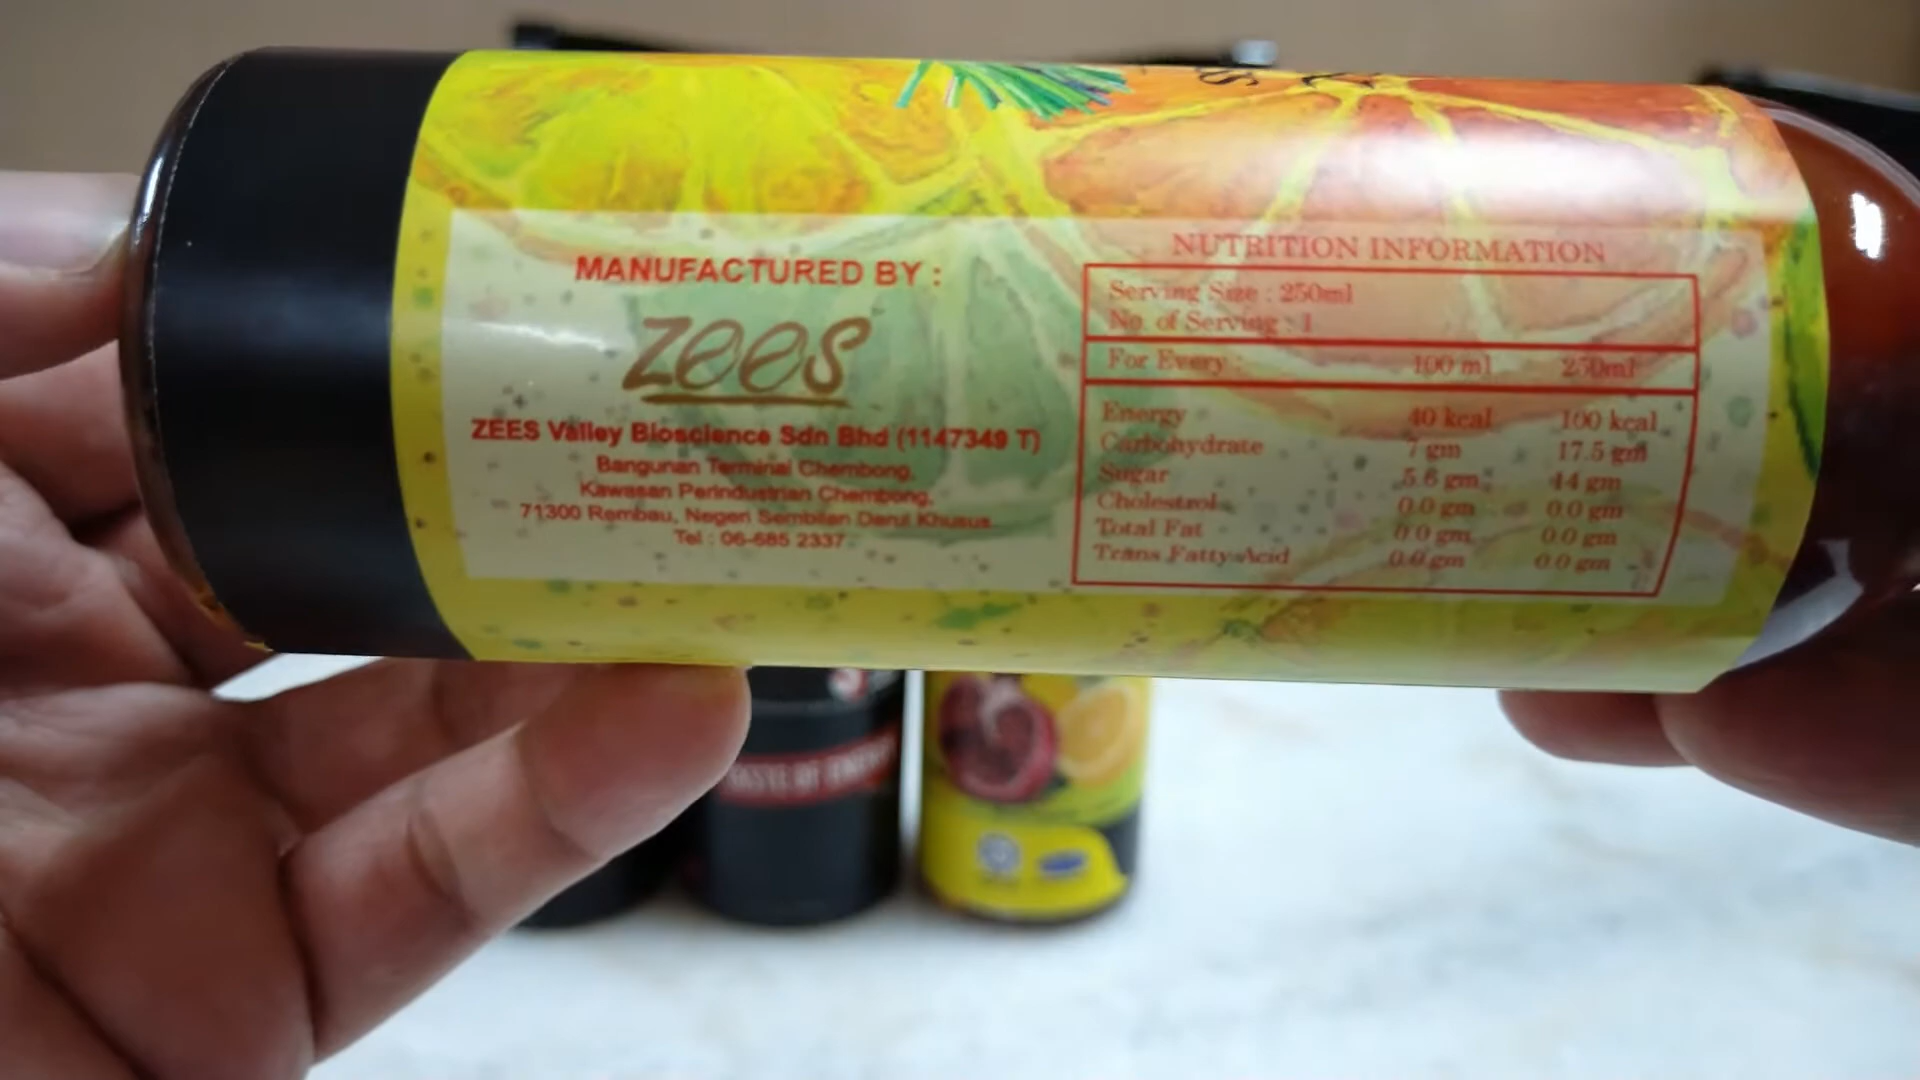 MANUFACTURED BY :
zees
ZEES Valley Bioscience Sdn Bhd (1147349 T)
Bangunan Terminal Chembong,
Kawasan Perindustrian Chembong,
71300 Rembau, Negeri Sembilan Darul Khusus
Tel : 06-685 2337
NUTRITION INFORMATION
Serving Size : 250ml
No. of Serving : 1
For Every : 100 ml 250ml
Energy 40 kcal 100 kcal
Carbohydrate 7 gm 17.5 gm
Sugar 5.6 gm 14 gm
Cholestrol 0.0 gm 0.0 gm
Total Fat 0.0 gm 0.0 gm
Trans Fatty Acid 0.0 gm 0.0 gm
TASTE OF